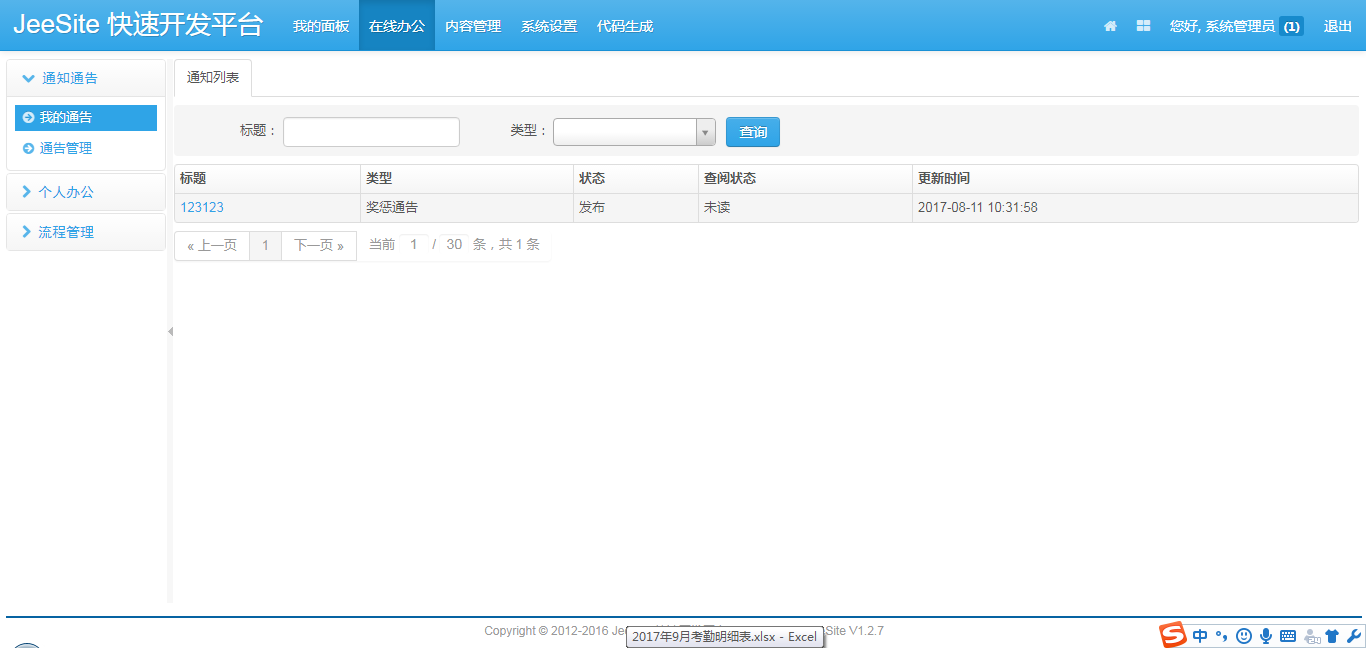 JeeSite 快速开发平台 我的面板 在线办公 内容管理 系统设置 代码生成 您好, 系统管理员 (1) 退出
通知通告 通知列表
我的通告 标题： 类型： 查询
通告管理
标题 类型 状态 查阅状态 更新时间
个人办公
123123 奖惩通告 发布 未读 2017-08-11 10:31:58
流程管理
« 上一页 1 下一页 » 当前 1 / 30 条，共 1 条
Copyright © 2012-2016 Site V1.2.7
2017年9月考勤明细表.xlsx - Excel
S 中